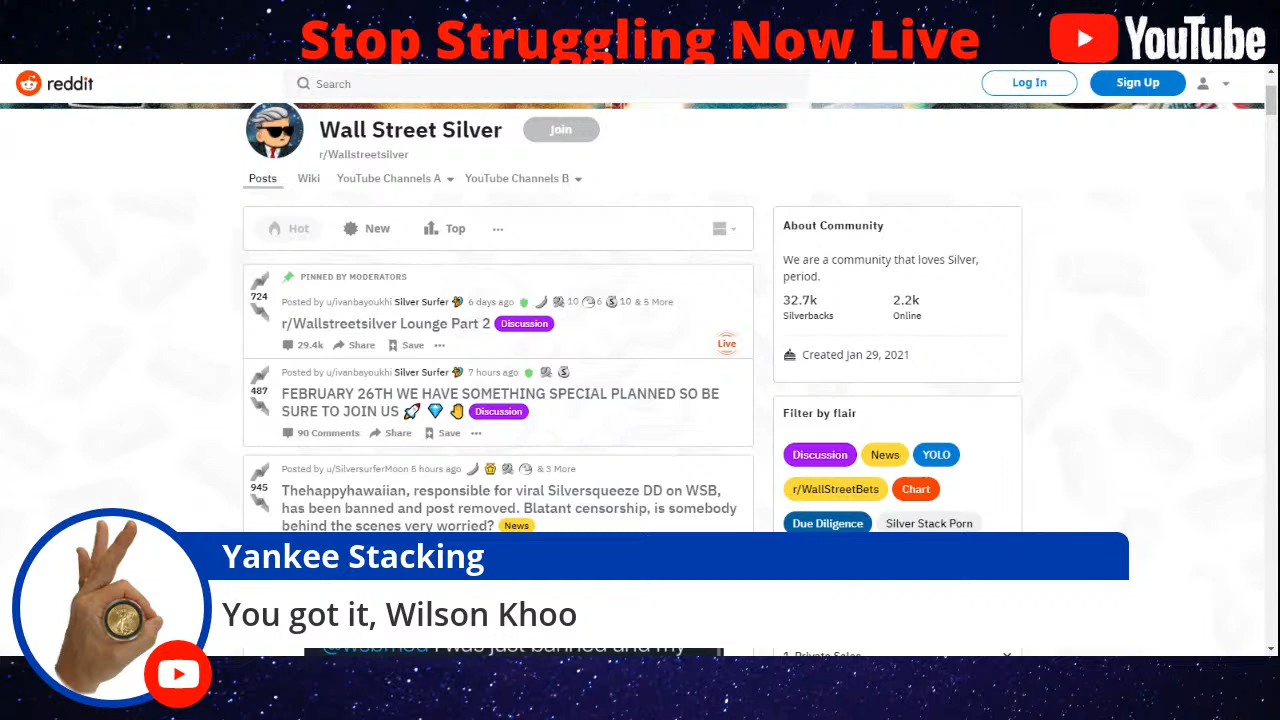 Stop Struggling Now Live
YouTube
reddit
Search
Log In
Sign Up
Wall Street Silver
Join
r/Wallstreetsilver
Posts
Wiki
YouTube Channels A
YouTube Channels B
Hot
New
Top
...
PINNED BY MODERATORS
724
Posted by u/ivanbayoukhi Silver Surfer 6 days ago 10 6 10 & 5 More
r/Wallstreetsilver Lounge Part 2 Discussion
29.4k Share Save ...
Live
Posted by u/ivanbayoukhi Silver Surfer 7 hours ago
487
FEBRUARY 26TH WE HAVE SOMETHING SPECIAL PLANNED SO BE
SURE TO JOIN US 🚀 💎 🤚 Discussion
90 Comments Share Save ...
Posted by u/SilversurferMoon 5 hours ago & 3 More
945
Thehappyhawaiian, responsible for viral Silversqueeze DD on WSB,
has been banned and post removed. Blatant censorship, is somebody
behind the scenes very worried? News
About Community
We are a community that loves Silver,
period.
32.7k
Silverbacks
2.2k
Online
Created Jan 29, 2021
Filter by flair
Discussion
News
YOLO
r/WallStreetBets
Chart
Due Diligence
Silver Stack Porn
Yankee Stacking
You got it, Wilson Khoo